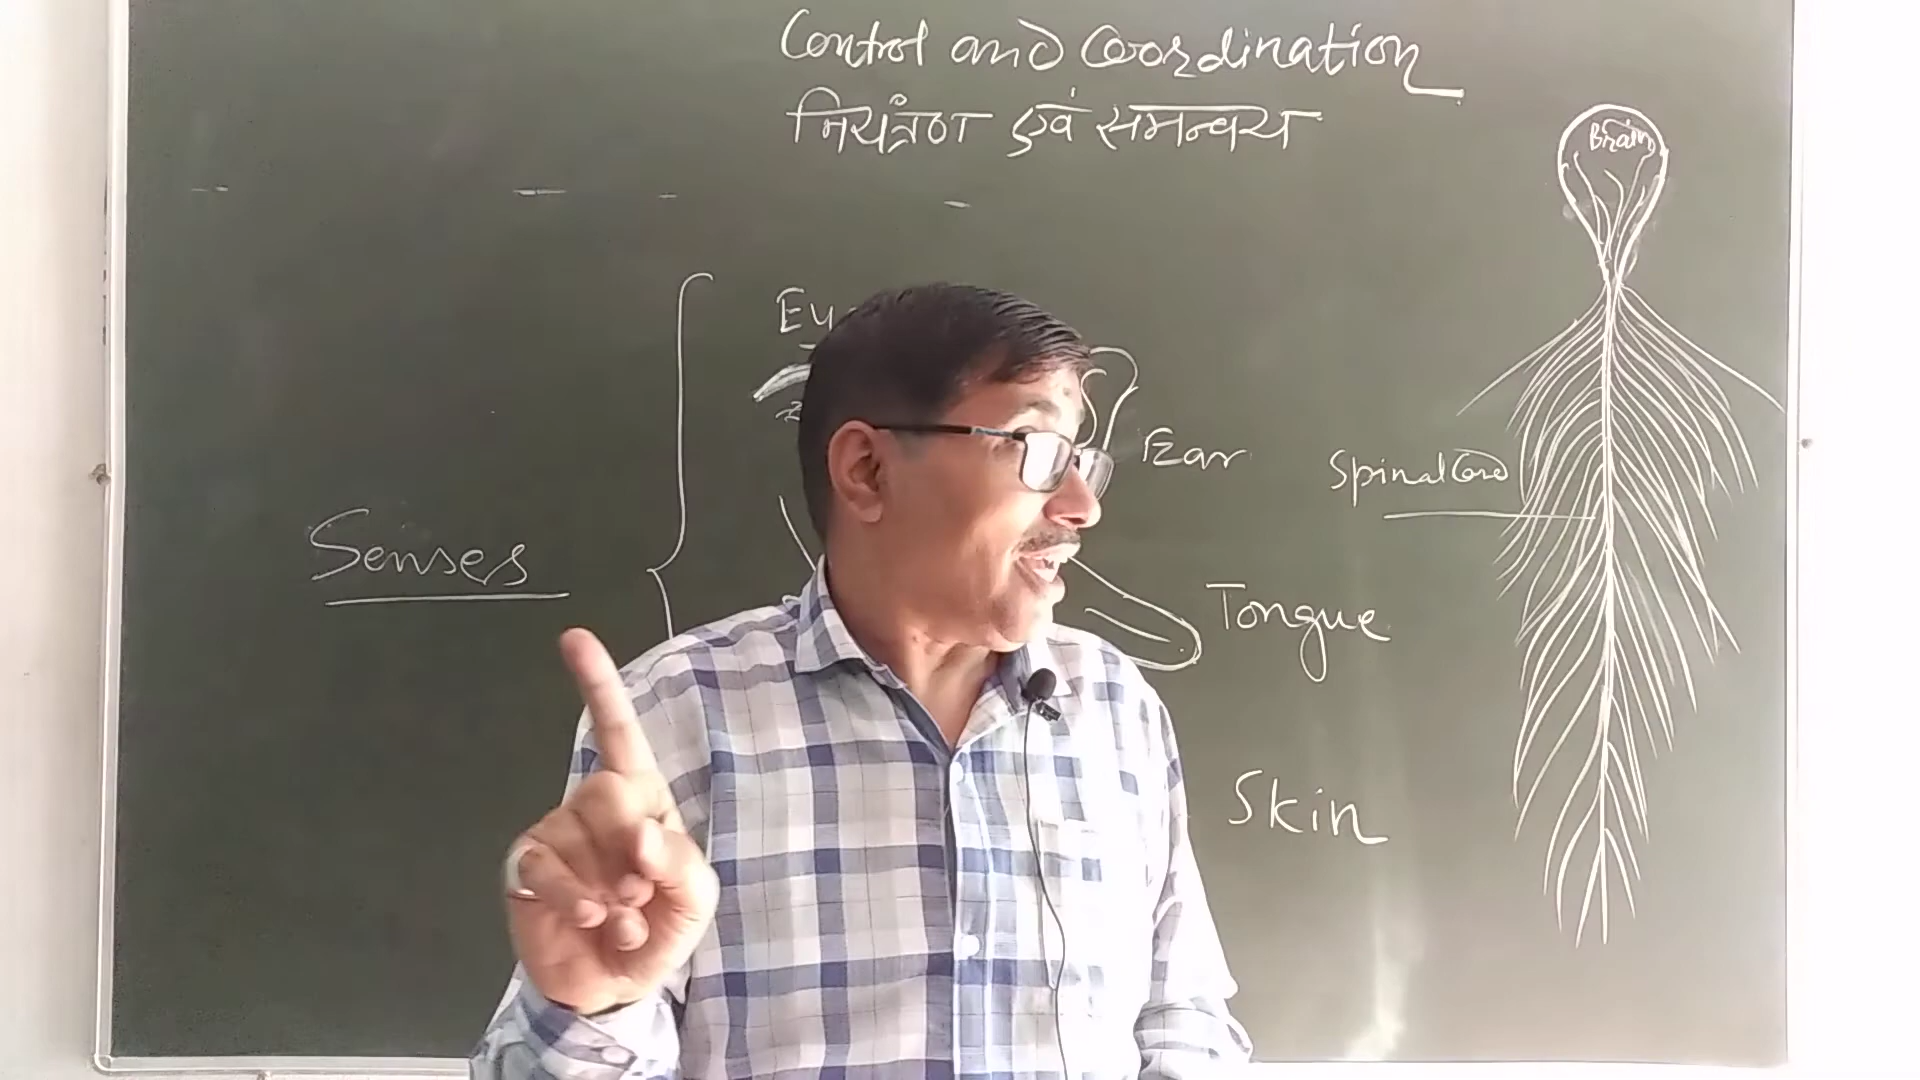 Control and Coordination
नियंत्रण एवं समन्वय
Brain
Ear
Spinal Cord
Senses
Tongue
Skin